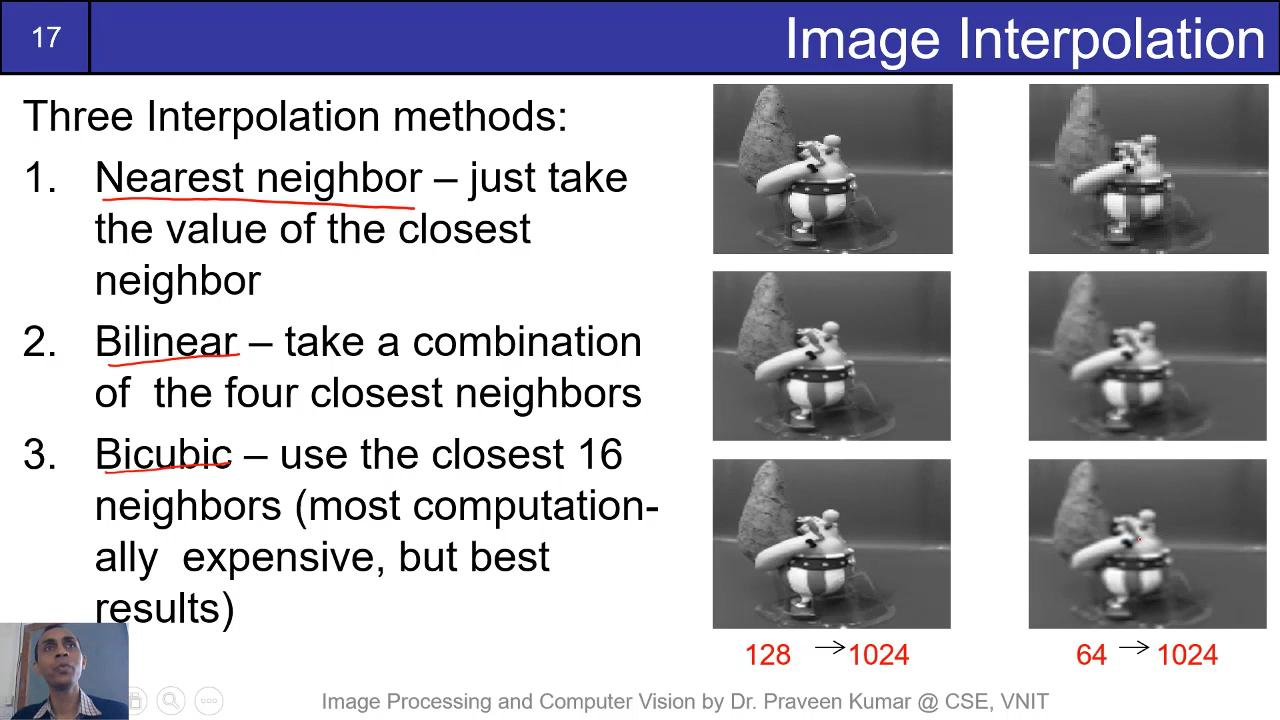 17
Image Interpolation
Three Interpolation methods:
1. Nearest neighbor – just take
the value of the closest
neighbor
2. Bilinear – take a combination
of the four closest neighbors
3. Bicubic – use the closest 16
neighbors (most computation-
ally expensive, but best
results)
128 → 1024
64 → 1024
Image Processing and Computer Vision by Dr. Praveen Kumar @ CSE, VNIT